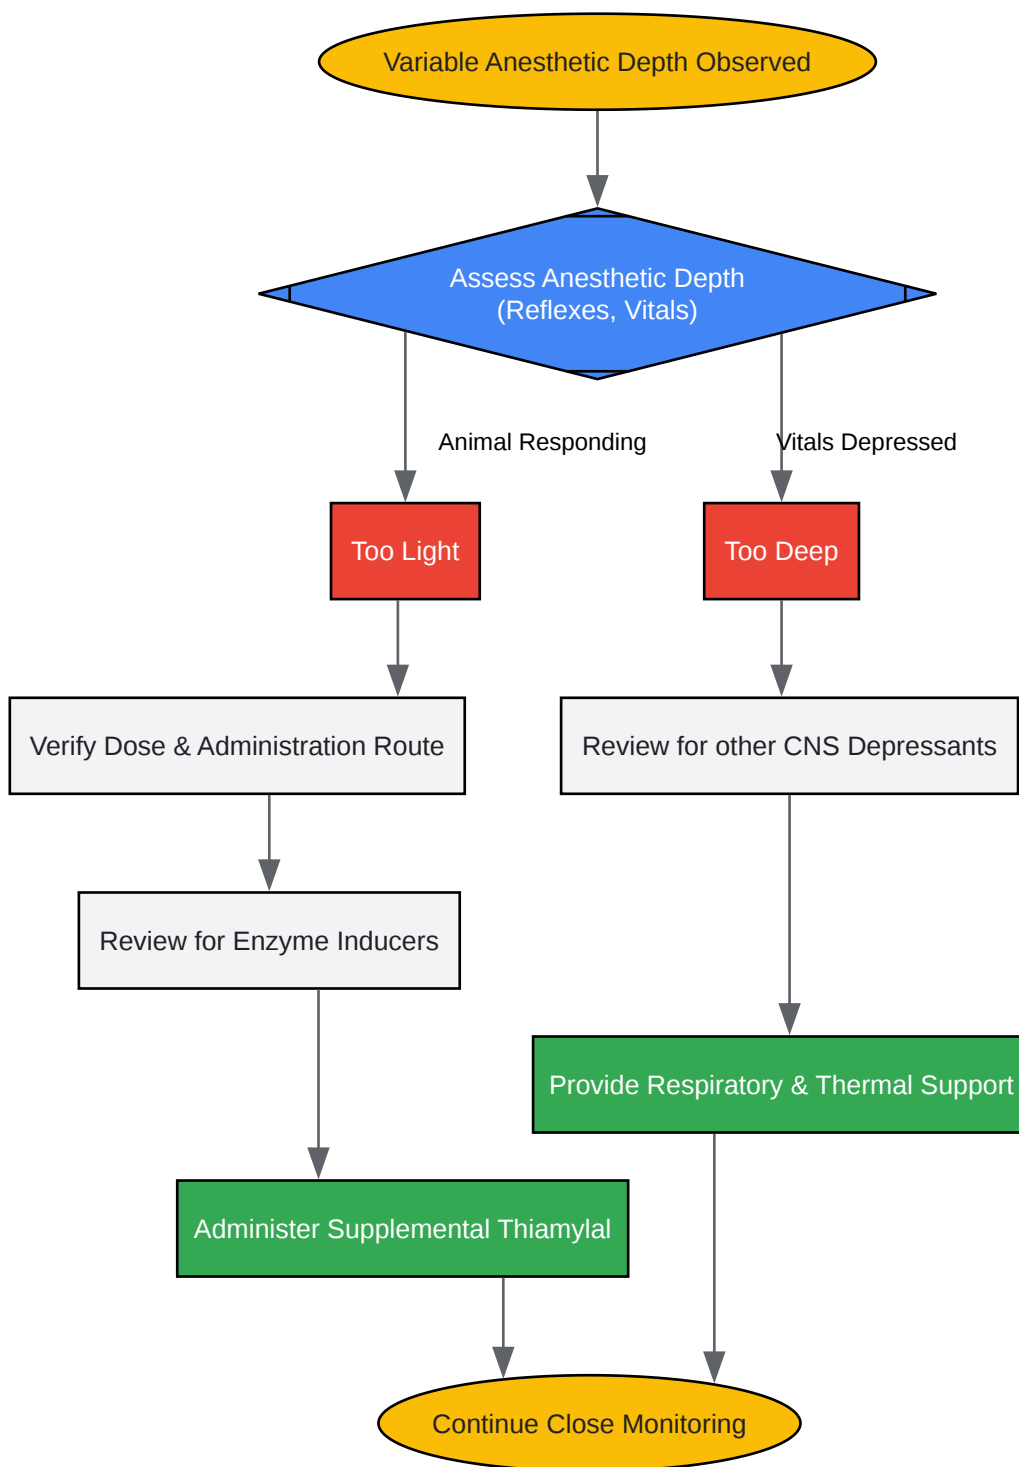 Variable Anesthetic Depth Observed
Assess Anesthetic Depth
(Reflexes, Vitals)
Animal Responding
Vitals Depressed
Too Light
Too Deep
Verify Dose & Administration Route
Review for other CNS Depressants
Review for Enzyme Inducers
Provide Respiratory & Thermal Support
Administer Supplemental Thiamylal
Continue Close Monitoring